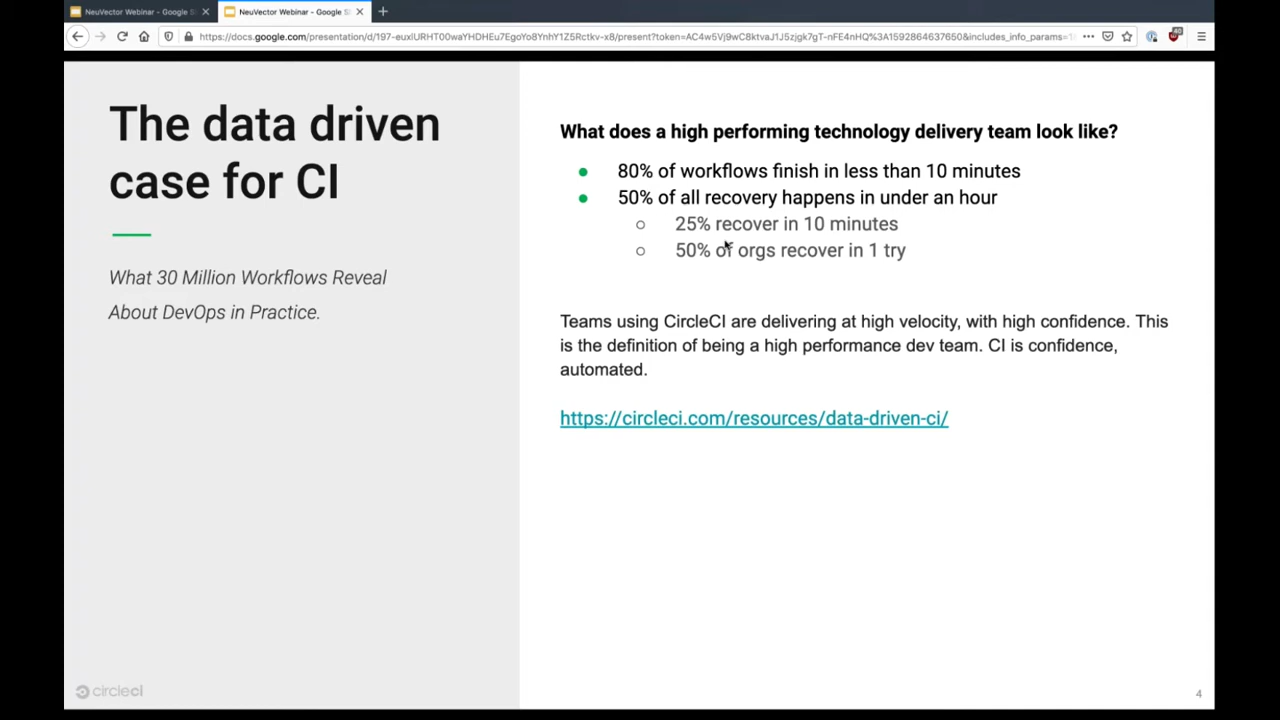 NeuVector Webinar - Google S
NeuVector Webinar - Google S
The data driven
case for CI
What 30 Million Workflows Reveal
About DevOps in Practice.
What does a high performing technology delivery team look like?
80% of workflows finish in less than 10 minutes
50% of all recovery happens in under an hour
25% recover in 10 minutes
50% of orgs recover in 1 try
Teams using CircleCI are delivering at high velocity, with high confidence. This
is the definition of being a high performance dev team. CI is confidence,
automated.
https://circleci.com/resources/data-driven-ci/
circleci
4